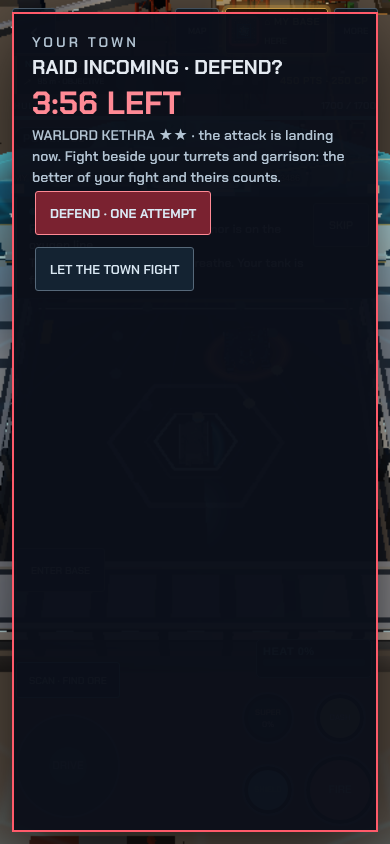 YOUR TOWN
RAID INCOMING · DEFEND?
3:56 LEFT
WARLORD KETHRA ★★ · the attack is landing
now. Fight beside your turrets and garrison: the
better of your fight and theirs counts.
DEFEND · ONE ATTEMPT
LET THE TOWN FIGHT